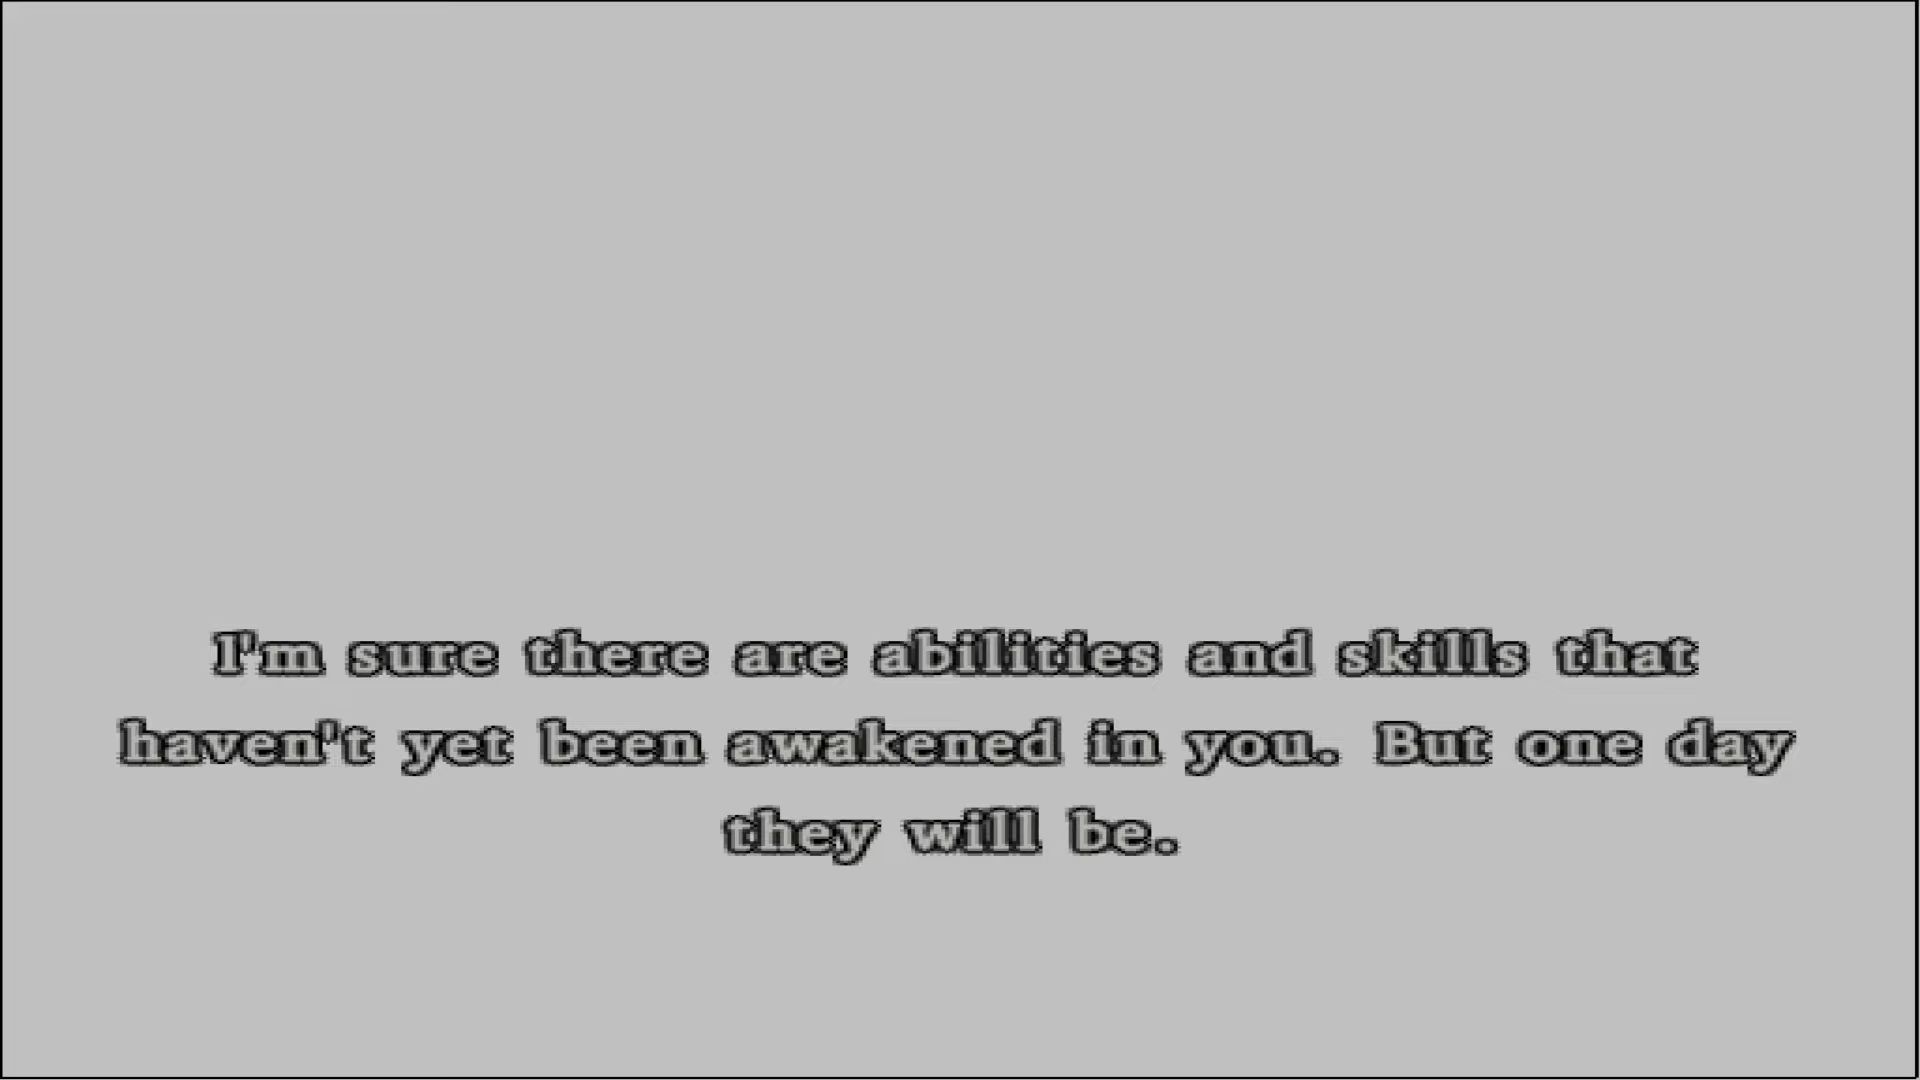 I'm sure there are abilities and skills that
haven't yet been awakened in you. But one day
they will be.